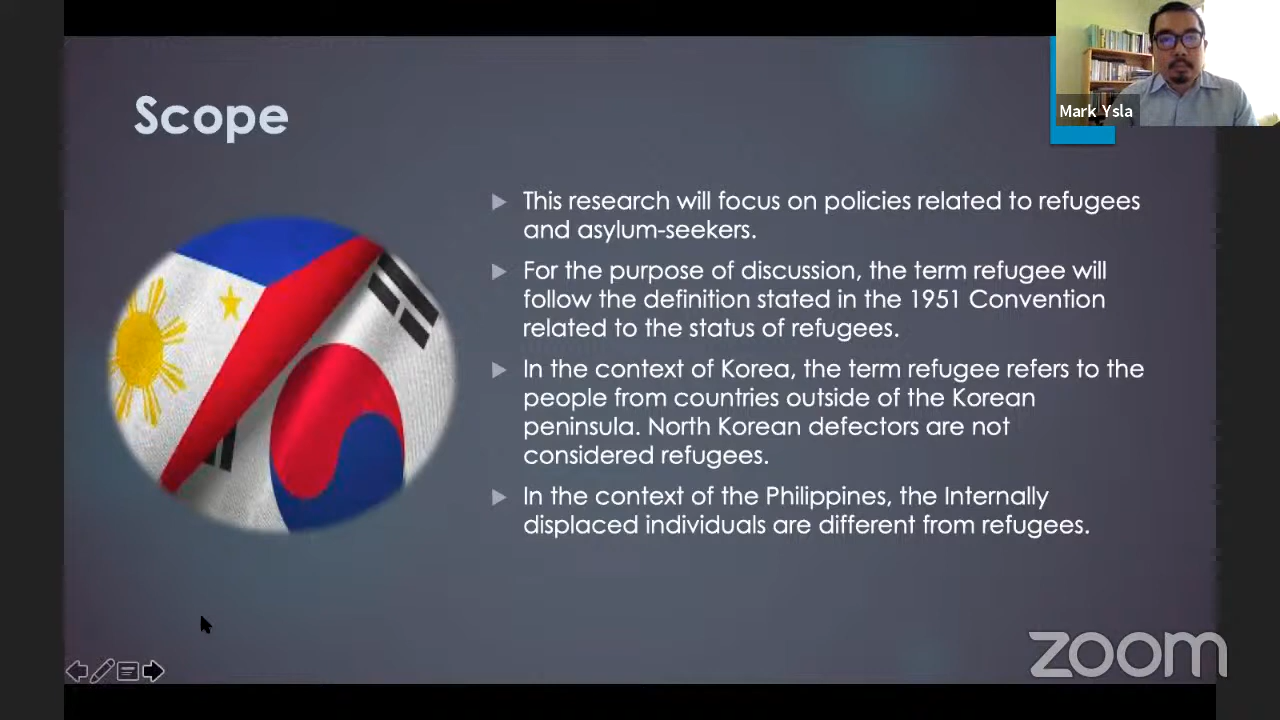 Scope
Mark Ysla
This research will focus on policies related to refugees
and asylum-seekers.
For the purpose of discussion, the term refugee will
follow the definition stated in the 1951 Convention
related to the status of refugees.
In the context of Korea, the term refugee refers to the
people from countries outside of the Korean
peninsula. North Korean defectors are not
considered refugees.
In the context of the Philippines, the Internally
displaced individuals are different from refugees.
zoom